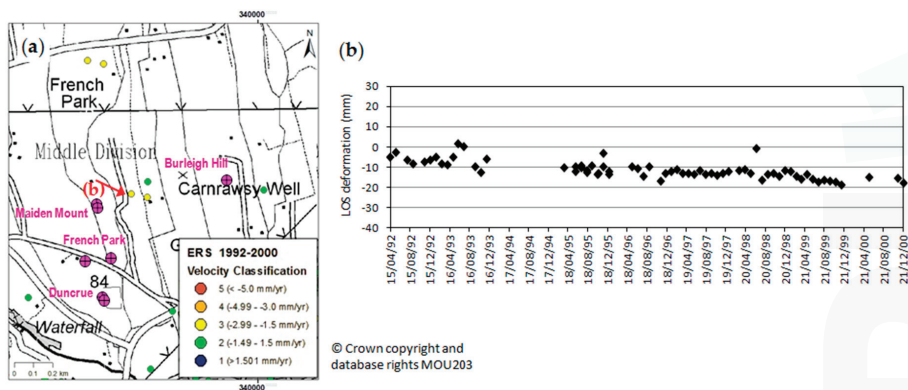 340000
(a)
N
French
Park
Middle Division
Burleigh Hill
Carnrawsy Well
(b)
Maiden Mount
French Park
Duncrue
84
Waterfall
0 0.1 0.2 km
ERS 1992-2000
Velocity Classification
5 (< -5.0 mm/yr)
4 (-4.99 - -3.0 mm/yr)
3 (-2.99 - -1.5 mm/yr)
2 (-1.49 - 1.5 mm/yr)
1 (>1.501 mm/yr)
340000
(b)
LOS deformation (mm)
30
20
10
0
-10
-20
-30
-40
15/04/92
15/08/92
15/12/92
16/04/93
16/08/93
16/12/93
17/04/94
17/08/94
17/12/94
18/04/95
18/08/95
18/12/95
18/04/96
18/08/96
18/12/96
19/04/97
19/08/97
19/12/97
20/04/98
20/08/98
20/12/98
21/04/99
21/08/99
21/12/99
21/04/00
21/08/00
21/12/00
© Crown copyright and
database rights MOU203